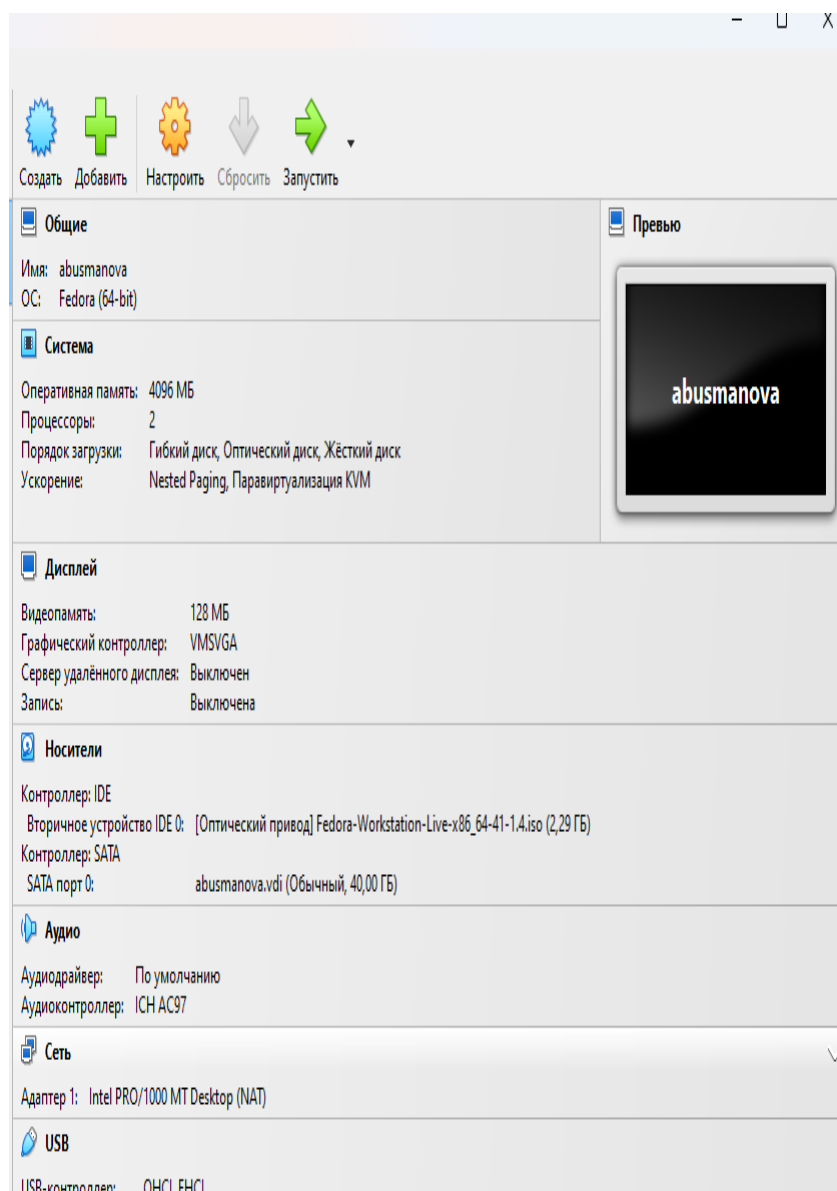 Создать Добавить Настроить Сбросить Запустить
Общие
Имя: abusmanova
ОС: Fedora (64-bit)
Превью
abusmanova
Система
Оперативная память: 4096 МБ
Процессоры: 2
Порядок загрузки: Гибкий диск, Оптический диск, Жёсткий диск
Ускорение: Nested Paging, Паравиртуализация KVM
Дисплей
Видеопамять: 128 МБ
Графический контроллер: VMSVGA
Сервер удалённого дисплея: Выключен
Запись: Выключена
Носители
Контроллер: IDE
Вторичное устройство IDE 0: [Оптический привод] Fedora-Workstation-Live-x86_64-41-1.4.iso (2,29 ГБ)
Контроллер: SATA
SATA порт 0: abusmanova.vdi (Обычный, 40,00 ГБ)
Аудио
Аудиодрайвер: По умолчанию
Аудиоконтроллер: ICH AC97
Сеть
Адаптер 1: Intel PRO/1000 MT Desktop (NAT)
USB
USB-контроллер: OHCI, EHCI